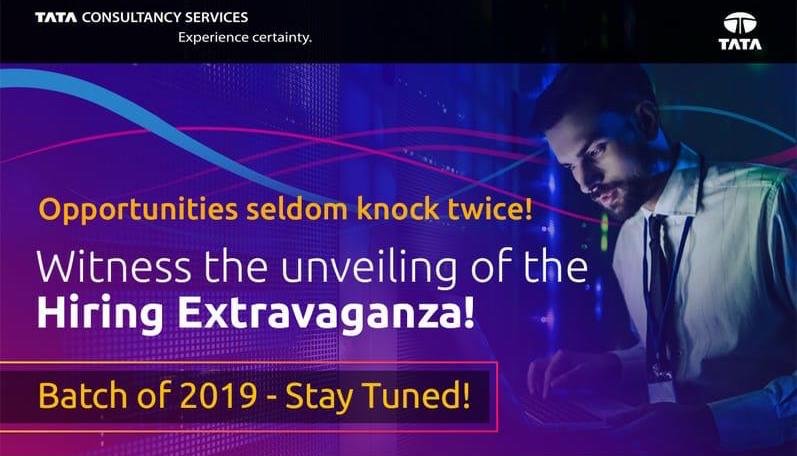 TATA CONSULTANCY SERVICES
Experience certainty.
TATA
Opportunities seldom knock twice!
Witness the unveiling of the
Hiring Extravaganza!
Batch of 2019 - Stay Tuned!